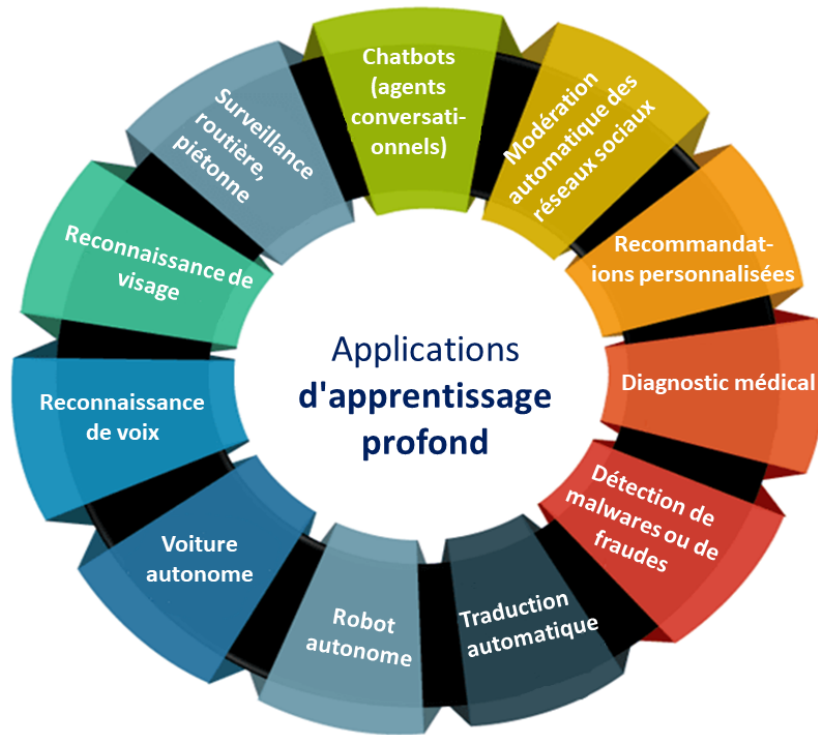 Applications
d'apprentissage
profond
Chatbots
(agents
conversati-
onnels)
Modération
automatique des
réseaux sociaux
Recommandat-
ions personnalisées
Diagnostic médical
Détection de
malwares ou de
fraudes
Traduction
automatique
Robot
autonome
Voiture
autonome
Reconnaissance
de voix
Reconnaissance de
visage
Surveillance
routière,
piétonne